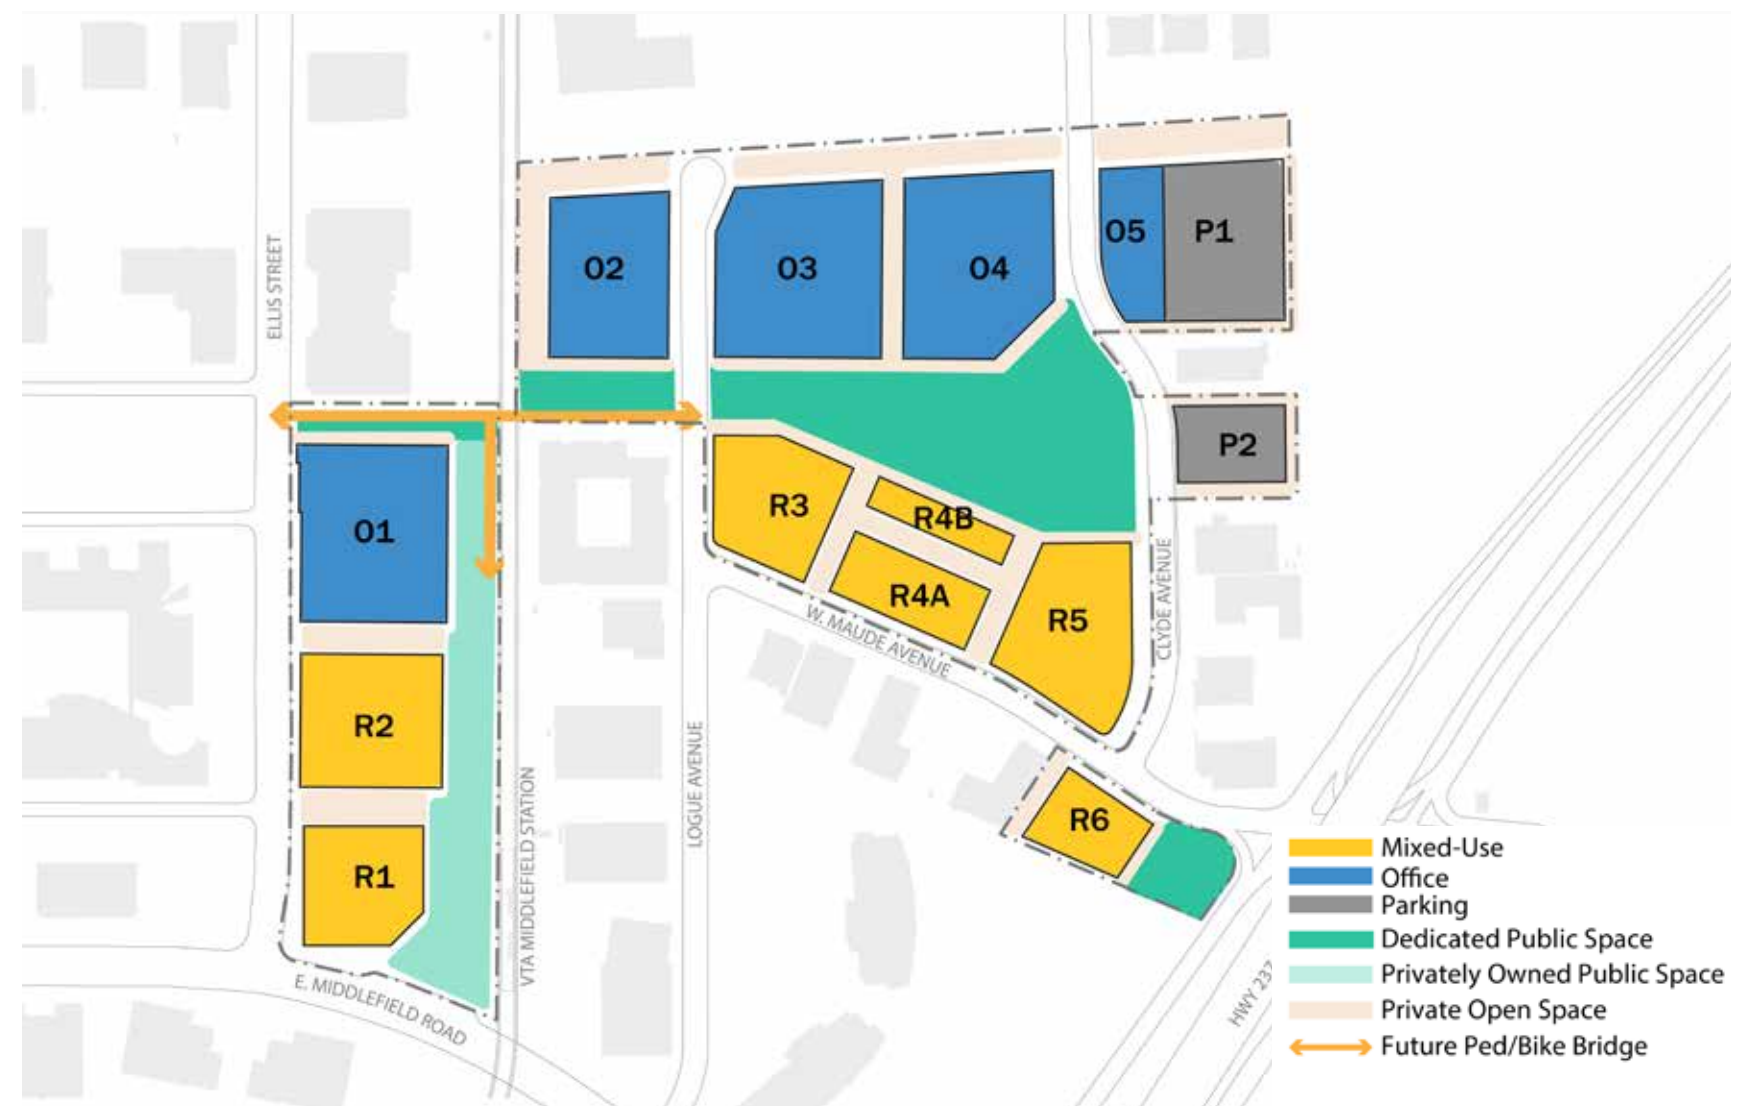 O2
O3
O4
O5
P1
P2
ELLIS STREET
O1
R3
R4B
R4A
R5
W. MAUDE AVENUE
CLYDE AVENUE
R2
R1
R6
LOGUE AVENUE
VTA MIDDLEFIELD STATION
E. MIDDLEFIELD ROAD
HWY 237
Mixed-Use
Office
Parking
Dedicated Public Space
Privately Owned Public Space
Private Open Space
Future Ped/Bike Bridge